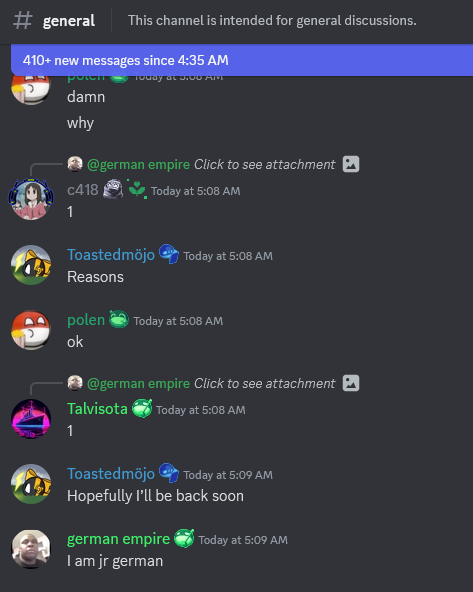 general
This channel is intended for general discussions.
410+ new messages since 4:35 AM
polen Today at 5:08 AM
damn
why
@german empire Click to see attachment
c418 Today at 5:08 AM
1
Toastedmöjo Today at 5:08 AM
Reasons
polen Today at 5:08 AM
ok
@german empire Click to see attachment
Talvisota Today at 5:08 AM
1
Toastedmöjo Today at 5:09 AM
Hopefully I'll be back soon
german empire Today at 5:09 AM
I am jr german